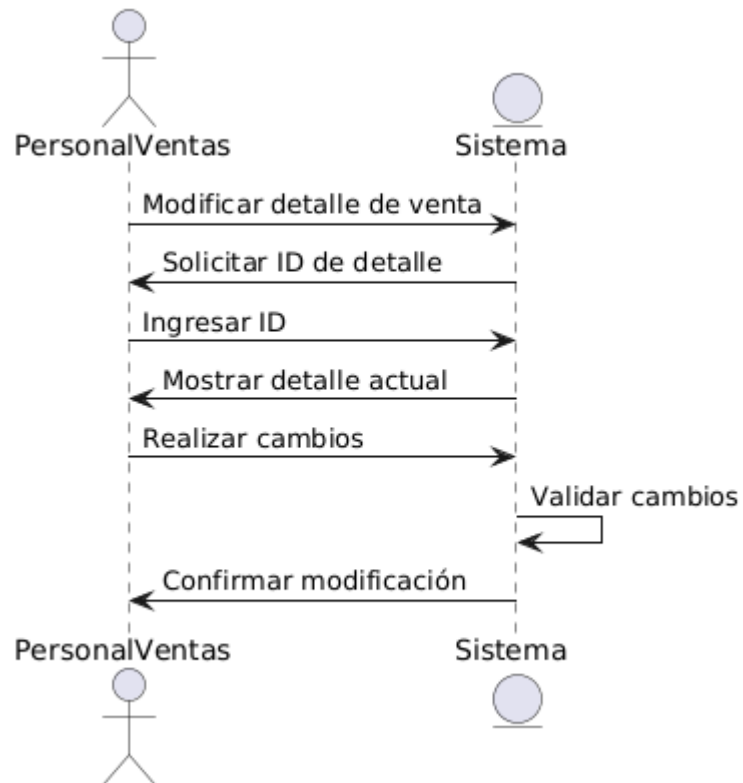 PersonalVentas
Sistema
Modificar detalle de venta
Solicitar ID de detalle
Ingresar ID
Mostrar detalle actual
Realizar cambios
Validar cambios
Confirmar modificación
PersonalVentas
Sistema